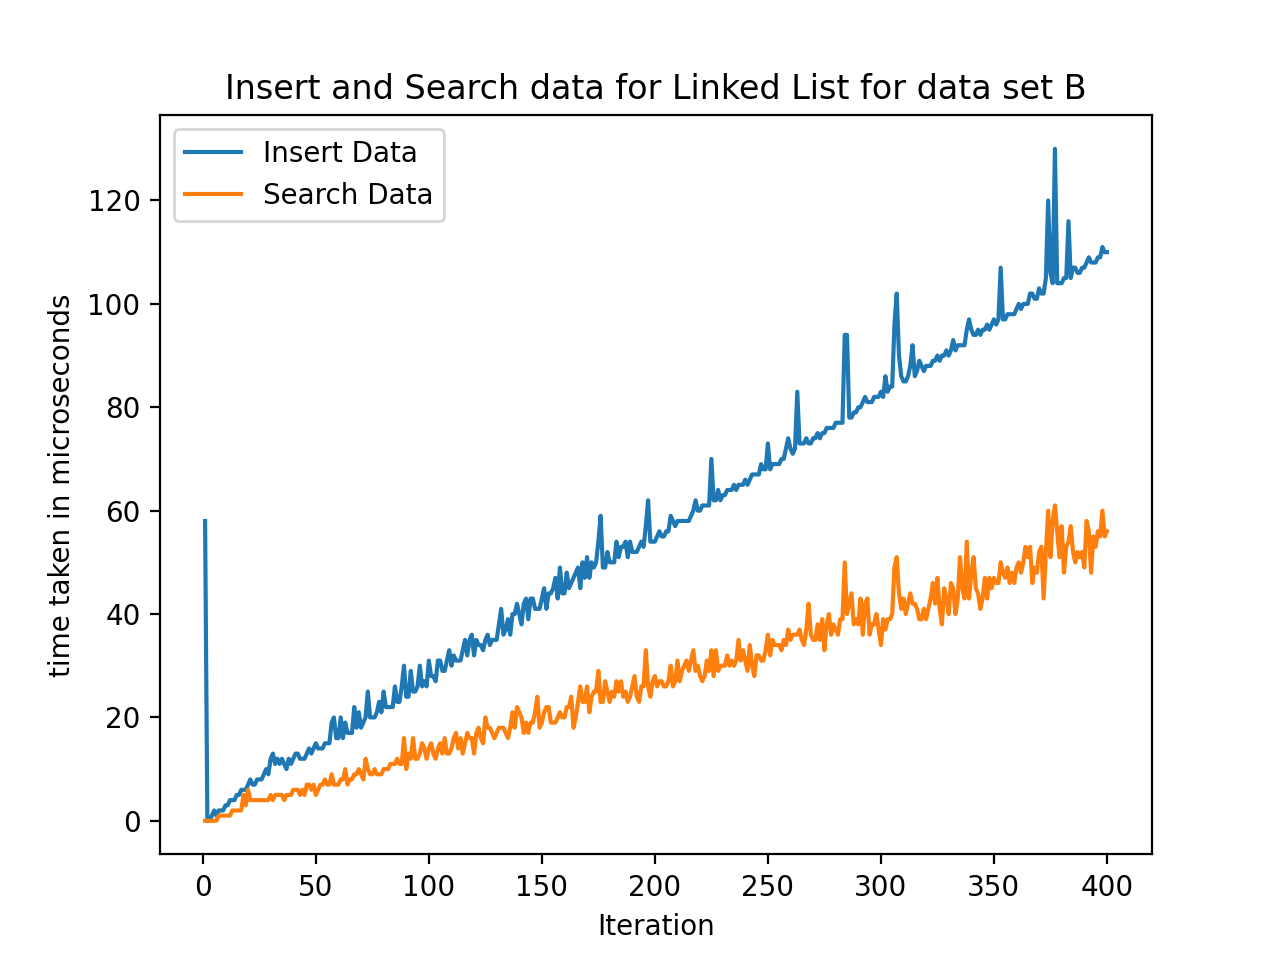 Insert and Search data for Linked List for data set B
Insert Data
Search Data
120
100
80
60
40
20
0
time taken in microseconds
0 50 100 150 200 250 300 350 400
Iteration